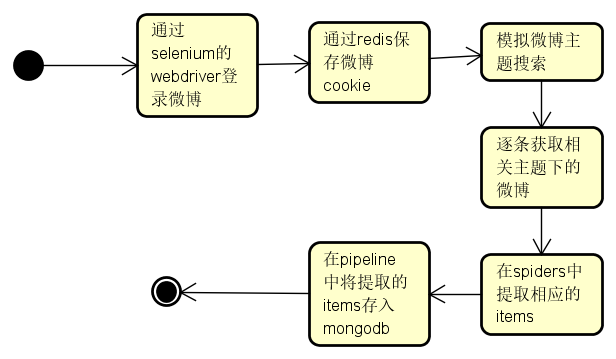 通过
selenium的
webdriver登
录微博
通过redis保
存微博
cookie
模拟微博主
题搜索
逐条获取相
关主题下的
微博
在spiders中
提取相应的
items
在pipeline
中将提取的
items存入
mongodb